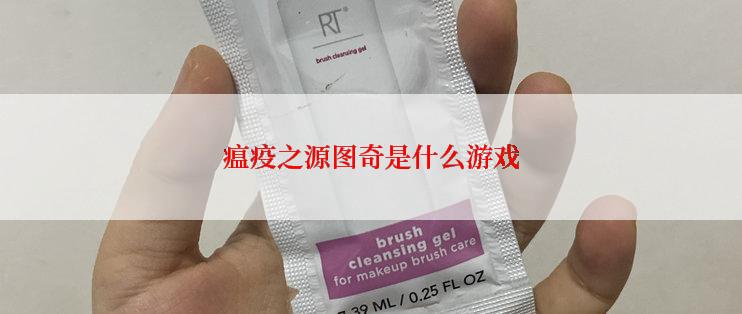 RT®
brush cleansing gel
瘟疫之源图奇是什么游戏
brush
cleansing gel
for makeup brush care
7.39 ML / 0.25 FL OZ